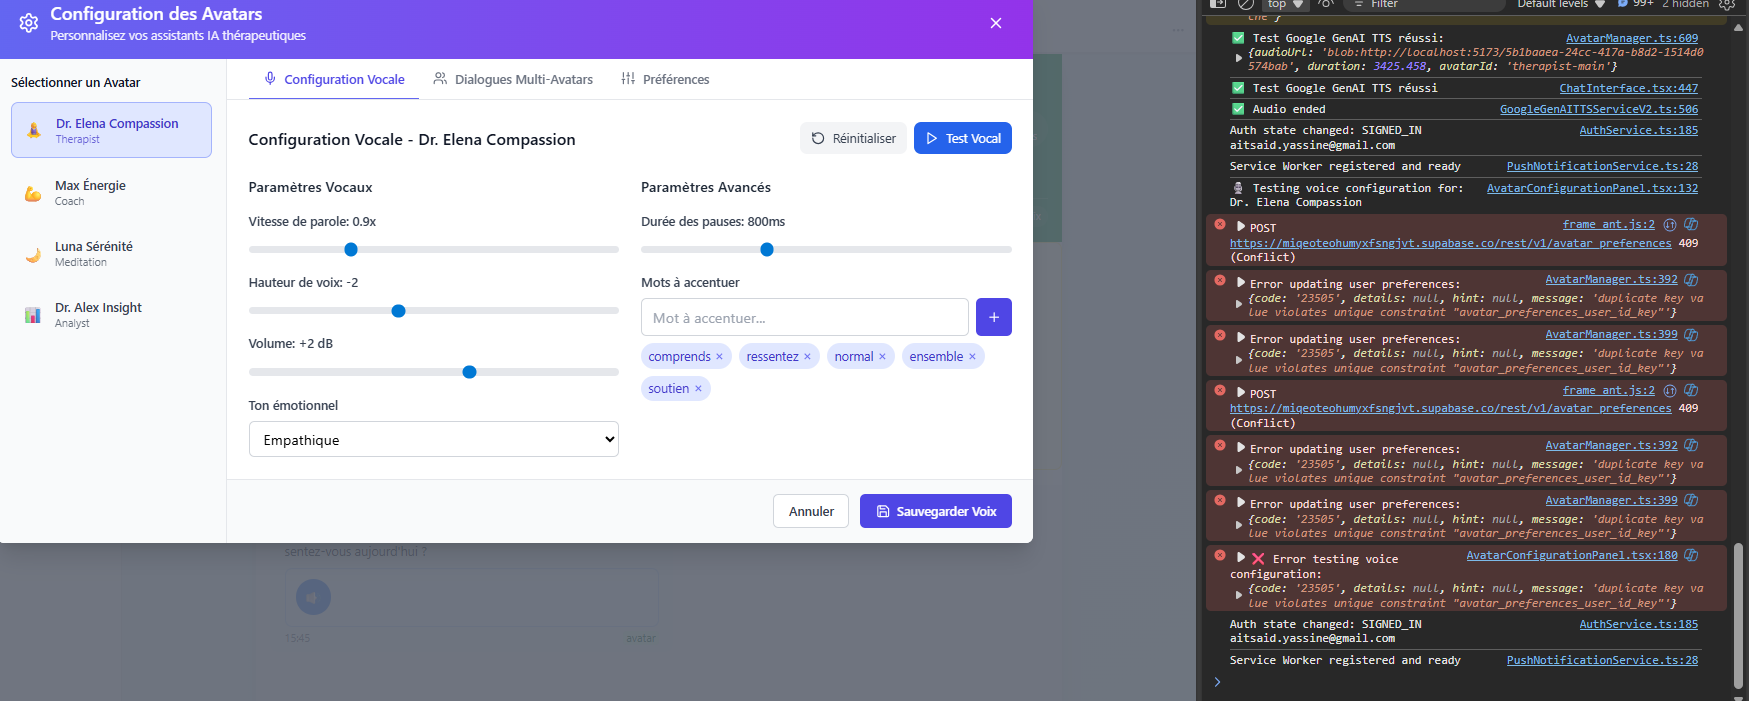 Configuration des Avatars
Personnalisez vos assistants IA thérapeutiques
Sélectionner un Avatar
Dr. Elena Compassion
Therapist
Max Énergie
Coach
Luna Sérénité
Meditation
Dr. Alex Insight
Analyst
Configuration Vocale
Dialogues Multi-Avatars
Préférences
Configuration Vocale - Dr. Elena Compassion
Réinitialiser
Test Vocal
Paramètres Vocaux
Vitesse de parole: 0.9x
Hauteur de voix: -2
Volume: +2 dB
Ton émotionnel
Empathique
Paramètres Avancés
Durée des pauses: 800ms
Mots à accentuer
Mot à accentuer...
+
comprends × ressentez × normal × ensemble ×
soutien ×
Annuler
Sauvegarder Voix
sentez-vous aujourd'hui ?
15:45 avatar
top Filter Default levels 99+ 2 hidden
Test Google GenAI TTS réussi: AvatarManager.ts:609
{audioUrl: 'blob:http://localhost:5173/5b1baaea-24cc-417a-b8d2-1514d0
574bab', duration: 3425.458, avatarId: 'therapist-main'}
Test Google GenAI TTS réussi ChatInterface.tsx:447
Audio ended GoogleGenAITTSServiceV2.ts:506
Auth state changed: SIGNED_IN AuthService.ts:185
aitsaid.yassine@gmail.com
Service Worker registered and ready PushNotificationService.ts:28
Testing voice configuration for: AvatarConfigurationPanel.tsx:132
Dr. Elena Compassion
POST frame_ant.js:2
https://miqeoteohumyxfsngjvt.supabase.co/rest/v1/avatar_preferences 409
(Conflict)
Error updating user preferences: AvatarManager.ts:392
{code: '23505', details: null, hint: null, message: 'duplicate key va
lue violates unique constraint "avatar_preferences_user_id_key"'}
Error updating user preferences: AvatarManager.ts:399
{code: '23505', details: null, hint: null, message: 'duplicate key va
lue violates unique constraint "avatar_preferences_user_id_key"'}
POST frame_ant.js:2
https://miqeoteohumyxfsngjvt.supabase.co/rest/v1/avatar_preferences 409
(Conflict)
Error updating user preferences: AvatarManager.ts:392
{code: '23505', details: null, hint: null, message: 'duplicate key va
lue violates unique constraint "avatar_preferences_user_id_key"'}
Error updating user preferences: AvatarManager.ts:399
{code: '23505', details: null, hint: null, message: 'duplicate key va
lue violates unique constraint "avatar_preferences_user_id_key"'}
Error testing voice AvatarConfigurationPanel.tsx:180
configuration:
{code: '23505', details: null, hint: null, message: 'duplicate key va
lue violates unique constraint "avatar_preferences_user_id_key"'}
Auth state changed: SIGNED_IN AuthService.ts:185
aitsaid.yassine@gmail.com
Service Worker registered and ready PushNotificationService.ts:28